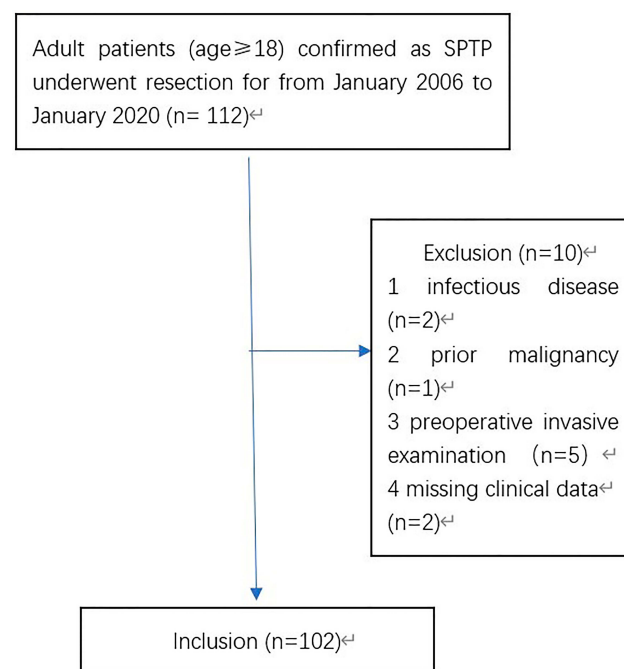 Adult patients (age≥18) confirmed as SPTP
underwent resection for from January 2006 to
January 2020 (n= 112)↵
Exclusion (n=10)↵
1 infectious disease
(n=2)↵
2 prior malignancy
(n=1)↵
3 preoperative invasive
examination （n=5） ↵
4 missing clinical data↵
(n=2)↵
Inclusion (n=102)↵